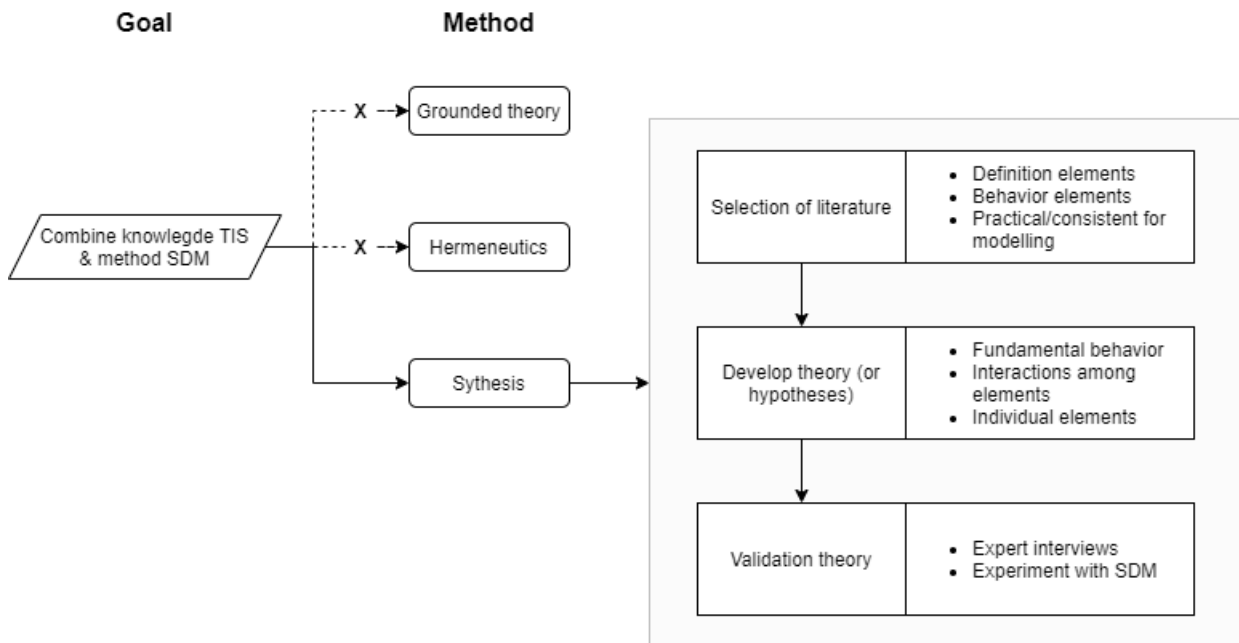 Goal
Method
X
Grounded theory
Combine knowlegde TIS
& method SDM
X
Hermeneutics
Sythesis
Selection of literature
Definition elements
Behavior elements
Practical/consistent for
modelling
Develop theory (or
hypotheses)
Fundamental behavior
Interactions among
elements
Individual elements
Validation theory
Expert interviews
Experiment with SDM